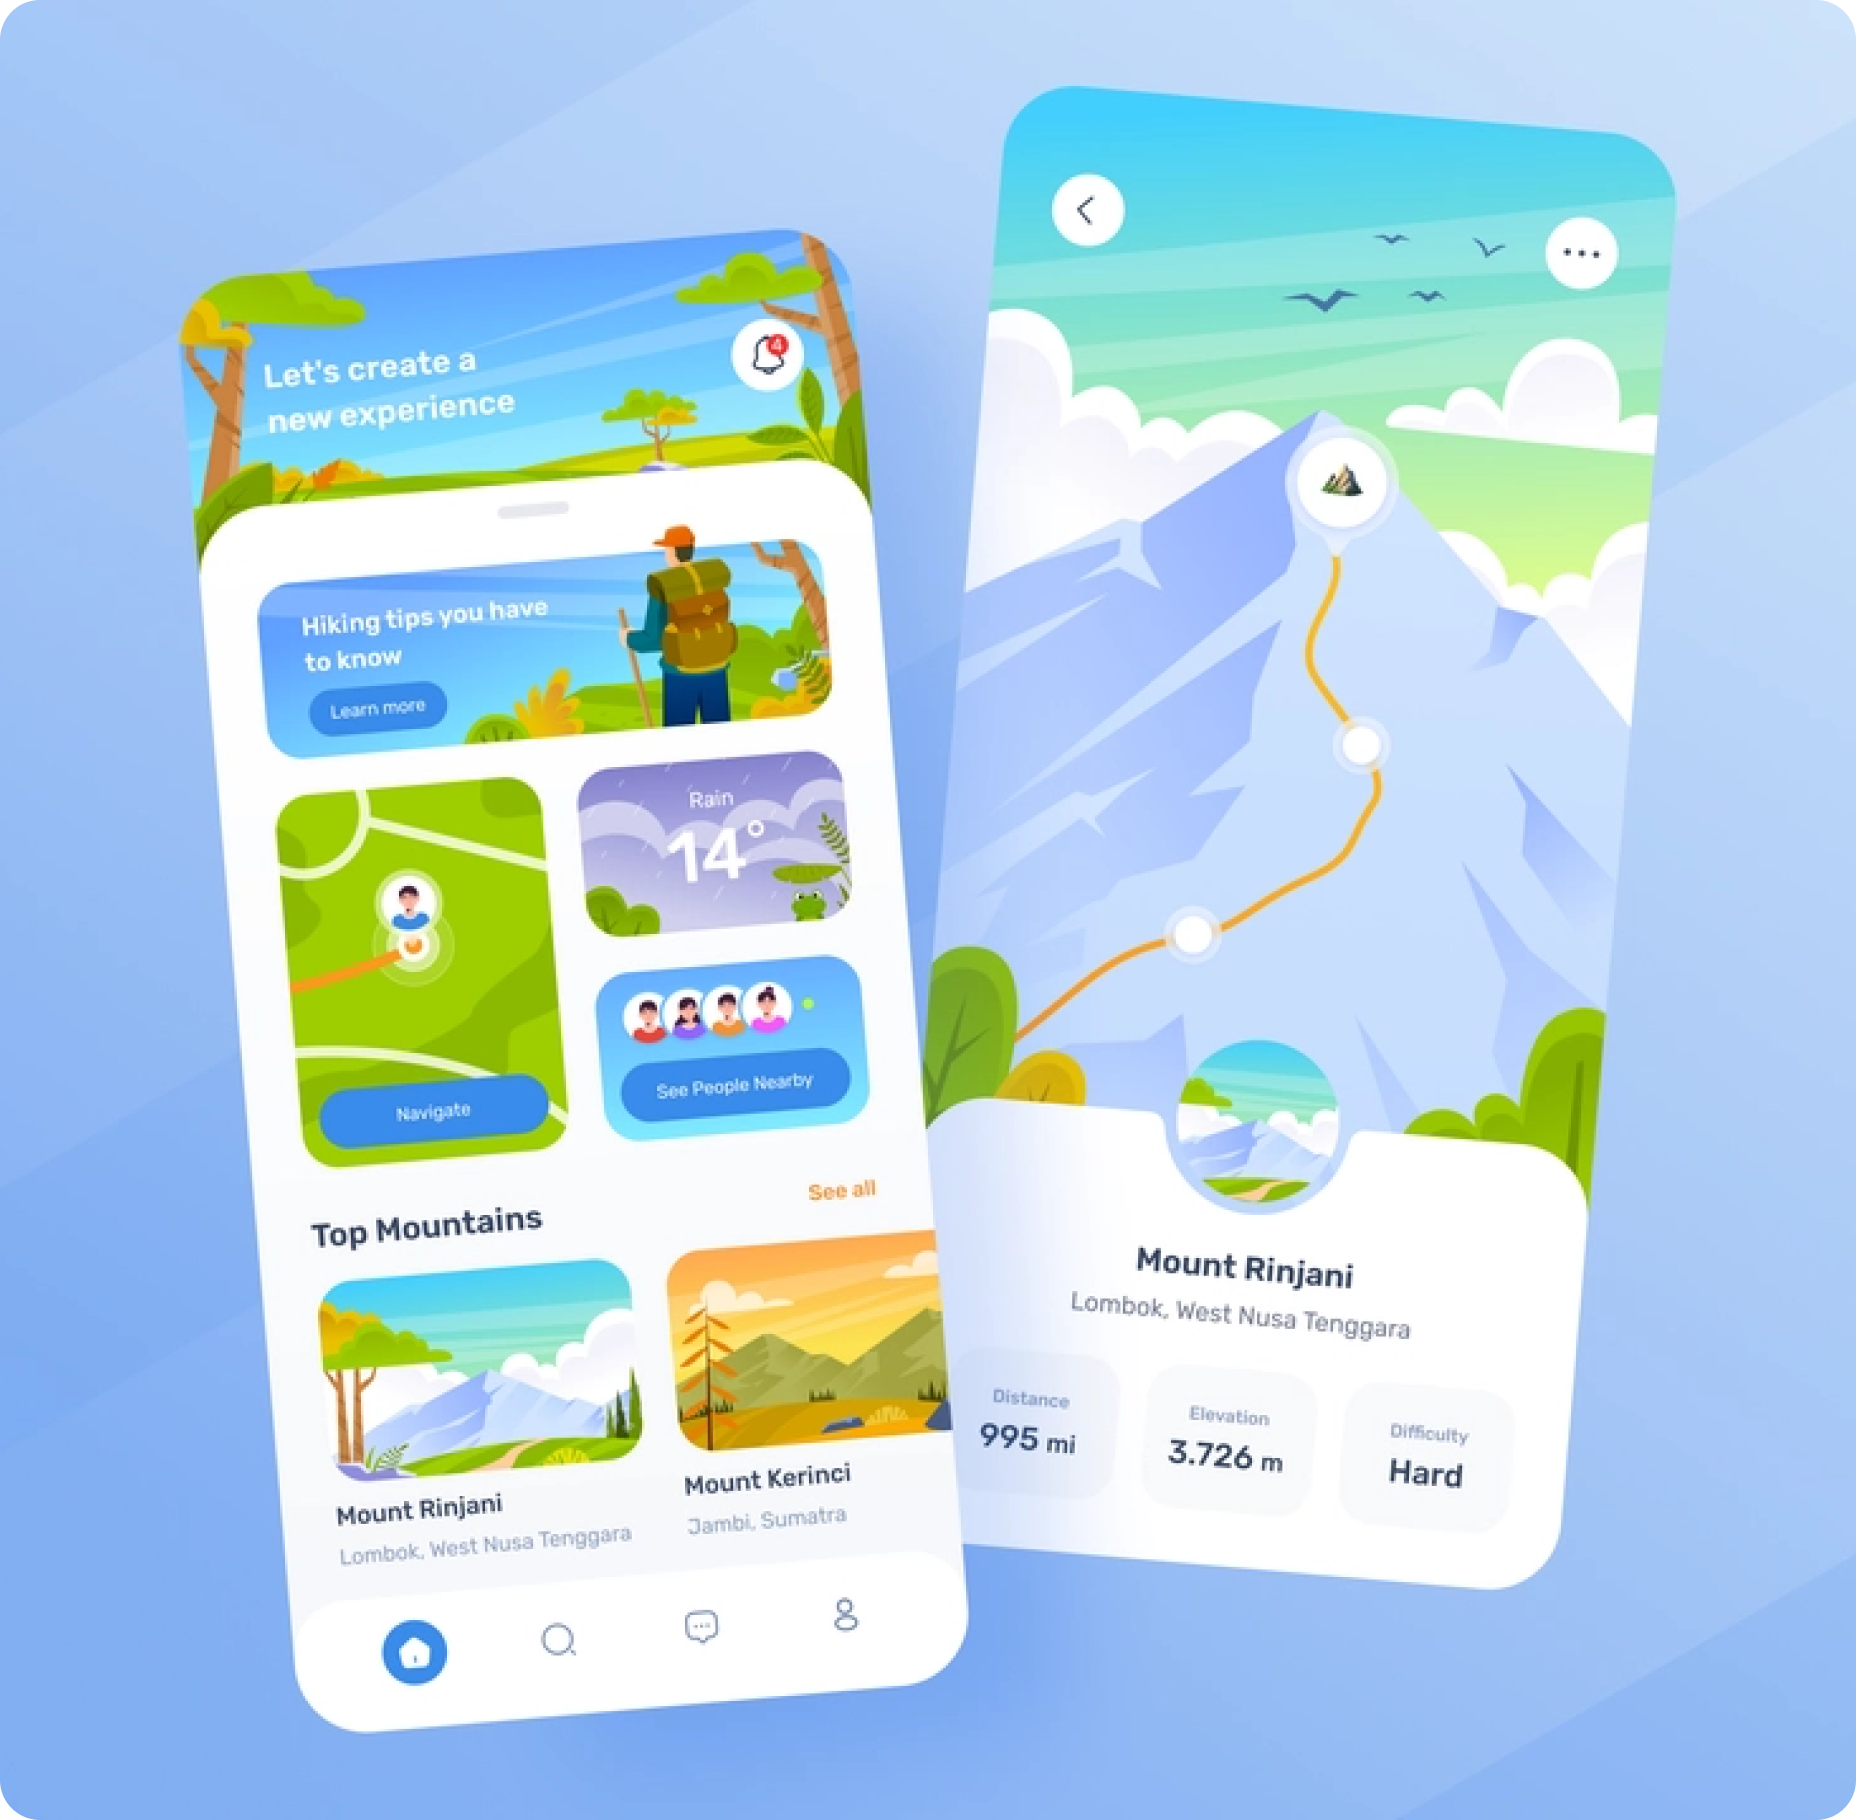 Let's create a
new experience
4
Hiking tips you have
to know
Learn more
Rain
14°
Navigate
See People Nearby
Top Mountains
See all
Mount Rinjani
Lombok, West Nusa Tenggara
Mount Kerinci
Jambi, Sumatra
Mount Rinjani
Lombok, West Nusa Tenggara
Distance
995 mi
Elevation
3.726 m
Difficulty
Hard